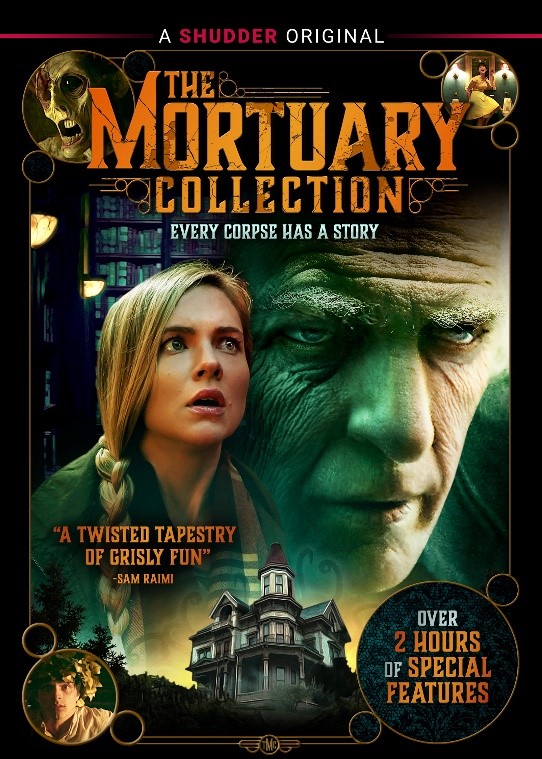 A SHUDDER ORIGINAL
THE
MORTUARY
COLLECTION
EVERY CORPSE HAS A STORY
“A TWISTED TAPESTRY
OF GRISLY FUN”
-SAM RAIMI
OVER
2 HOURS
OF SPECIAL
FEATURES
TMC